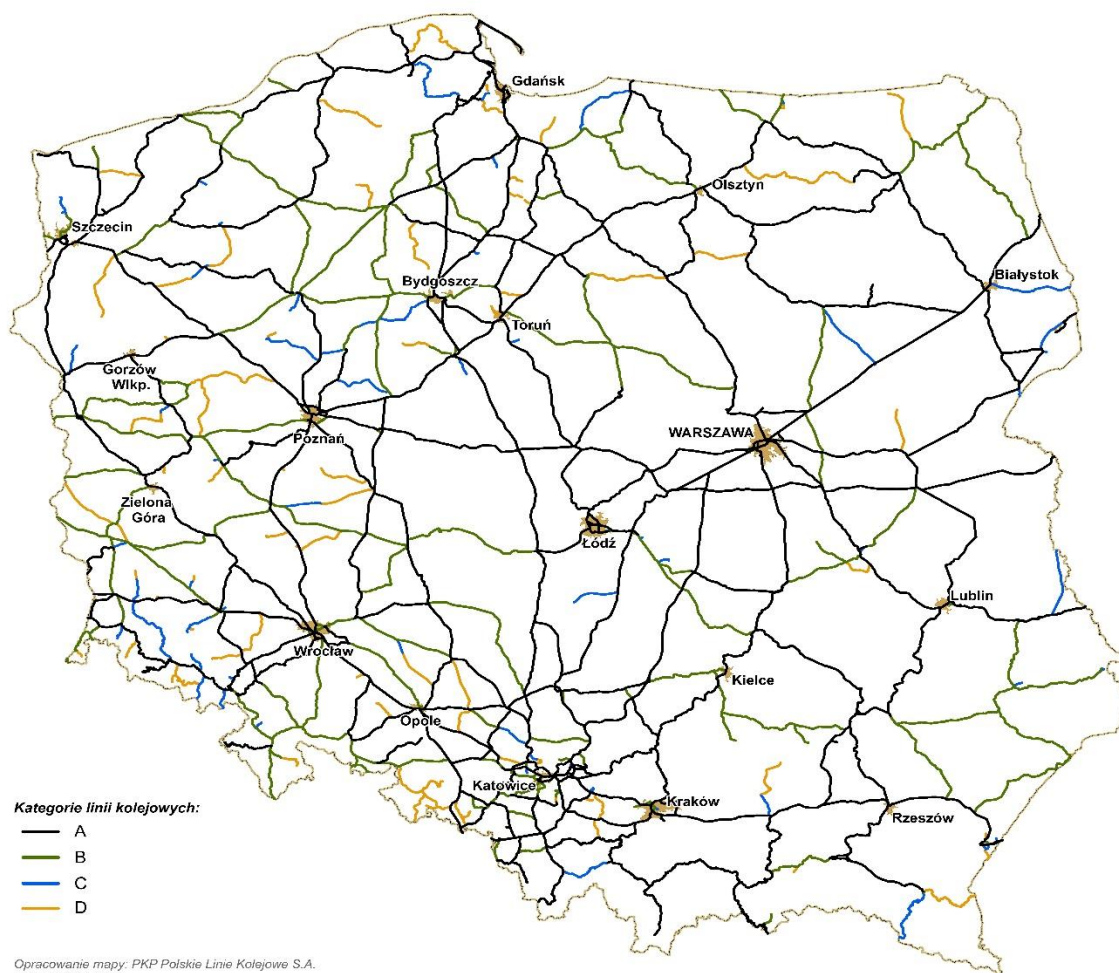 Gdańsk
Olsztyn
Szczecin
Białystok
Bydgoszcz
Toruń
Gorzów
Wlkp.
Poznań
WARSZAWA
Zielona
Góra
Łódź
Lublin
Wrocław
Kielce
Opole
Katowice
Kraków
Rzeszów
Kategorie linii kolejowych:
A
B
C
D
Opracowanie mapy: PKP Polskie Linie Kolejowe S.A.